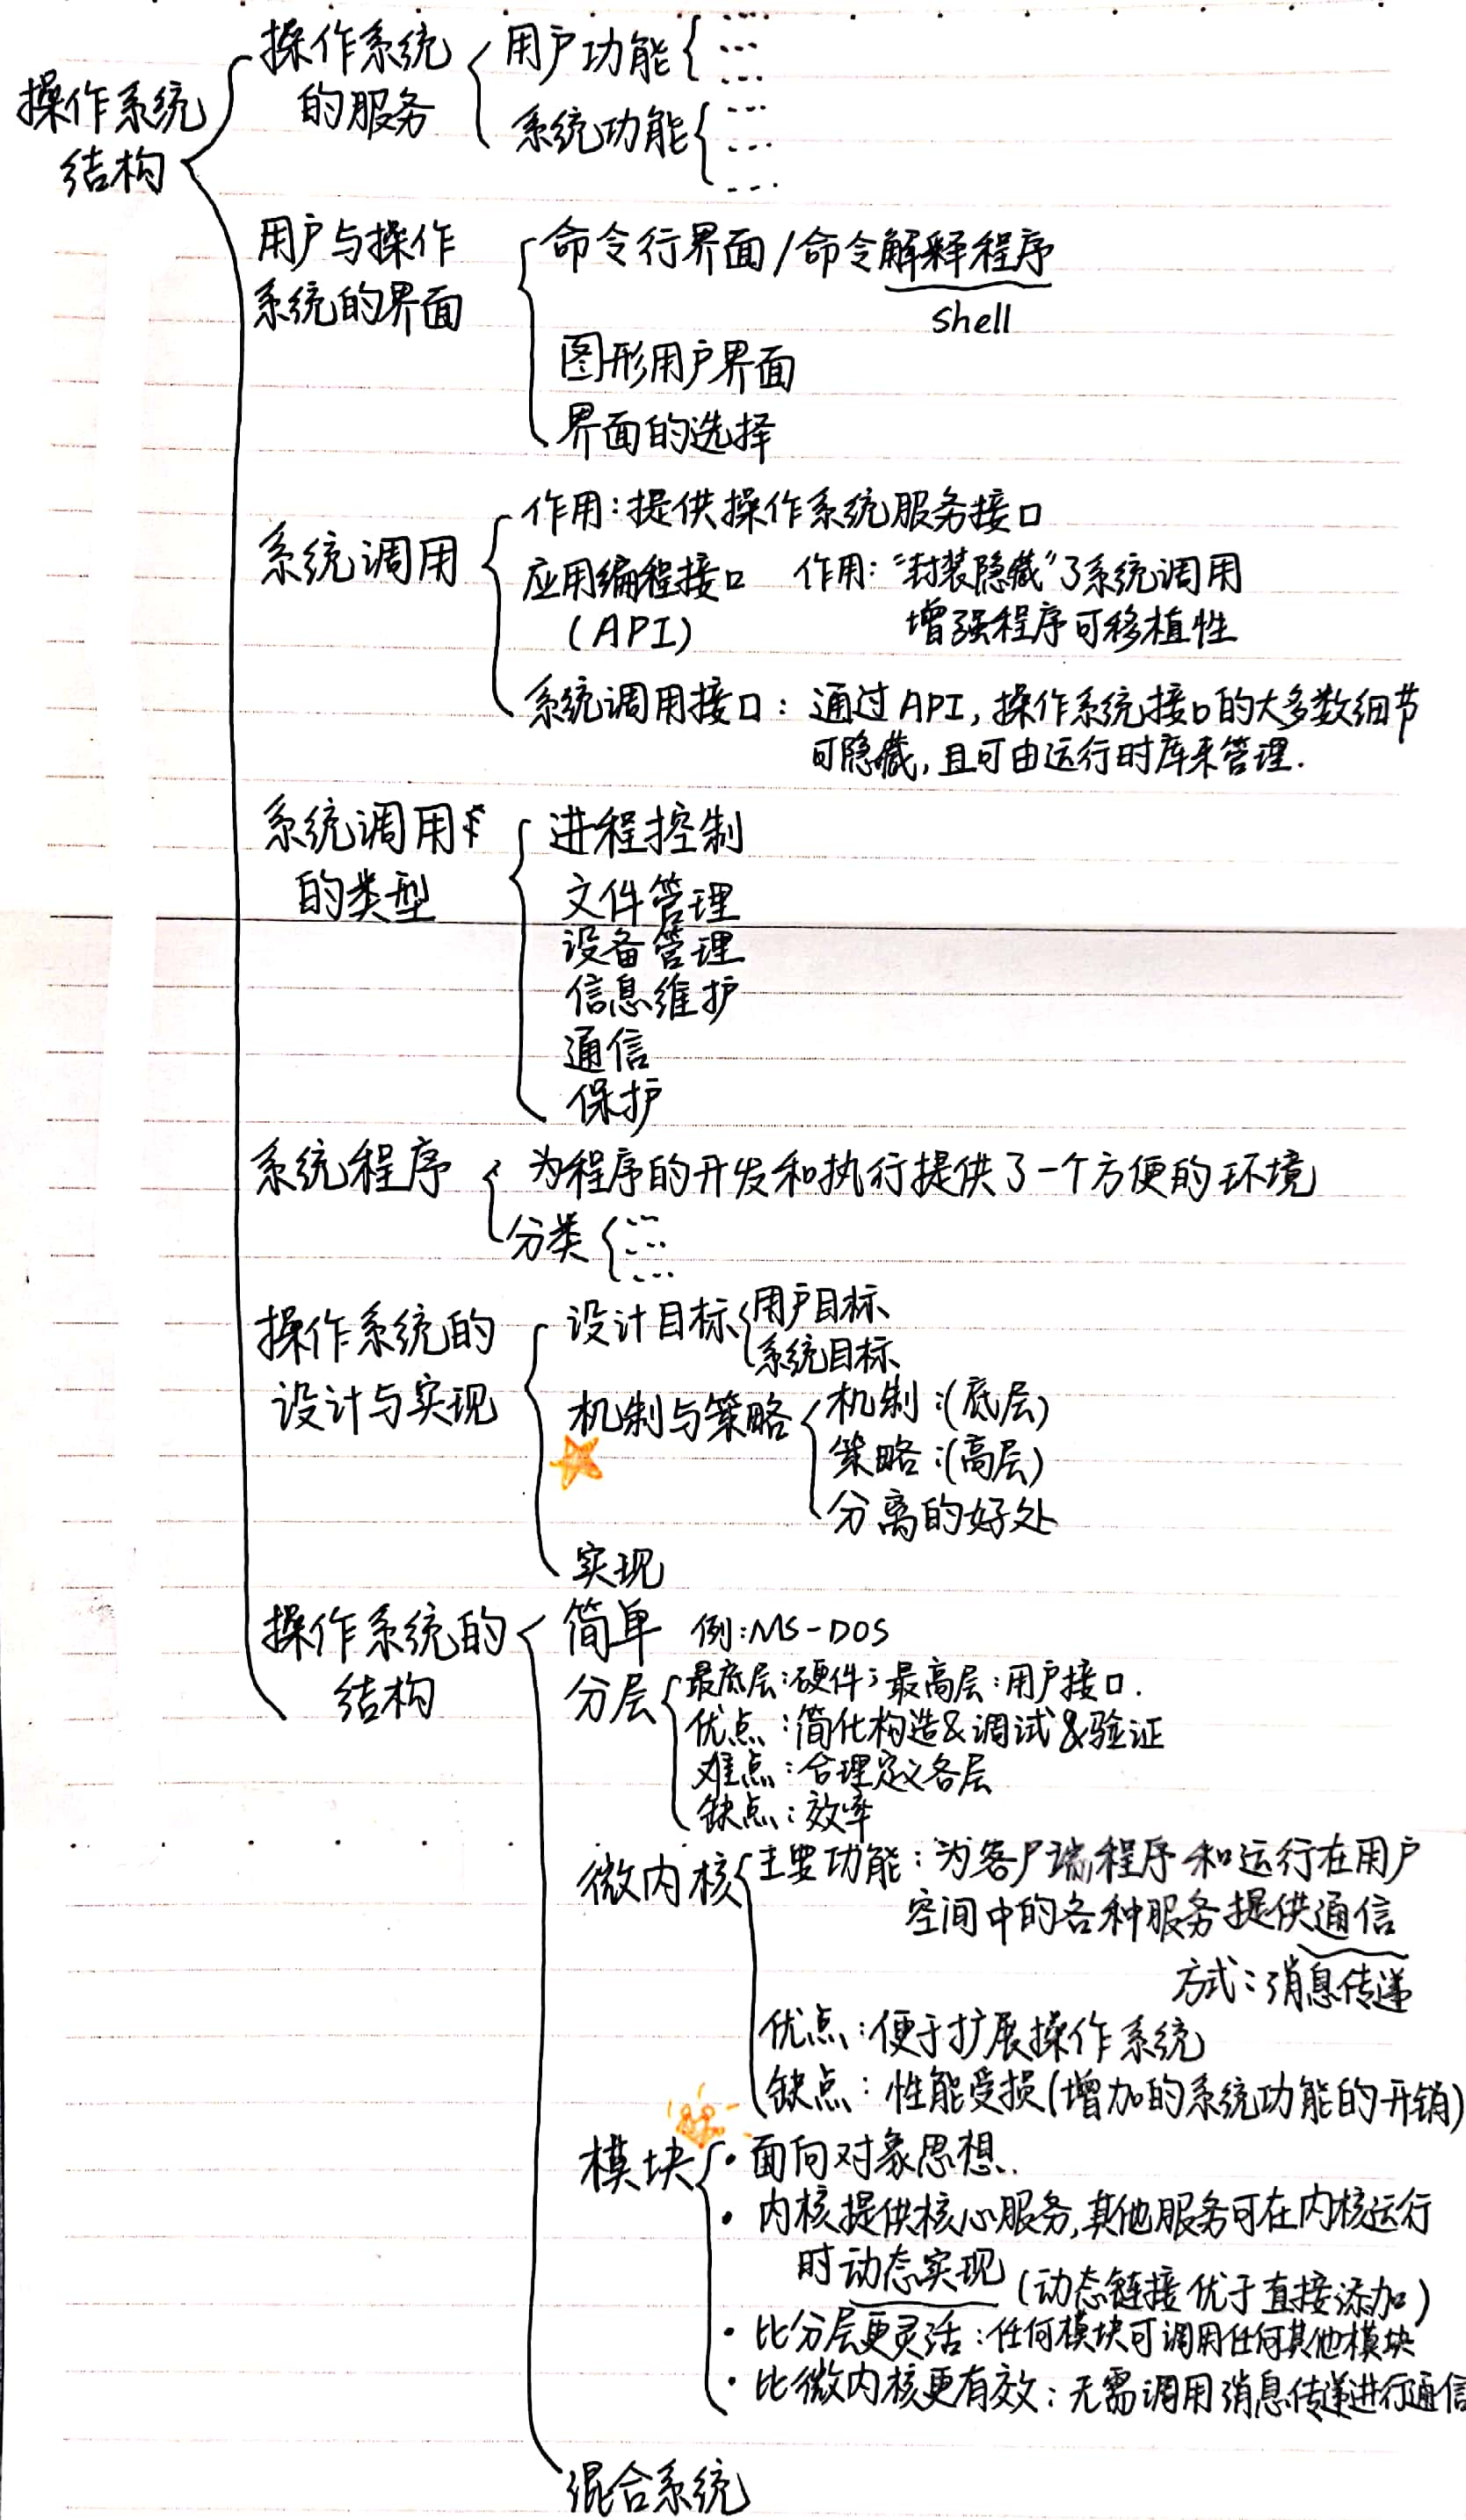 操作系统
结构
操作系统
的服务
用户功能 ...
...
系统功能 ...
...
...
用户与操作
系统的界面
命令行界面/命令解释程序
shell
图形用户界面
界面的选择
系统调用
作用:提供操作系统服务接口
应用编程接口 作用:“封装隐藏”了系统调用
(API) 增强程序可移植性
系统调用接口: 通过API,操作系统接口的大多数细节
可隐藏,且可由运行时库来管理.
系统调用
的类型
进程控制
文件管理
设备管理
信息维护
通信
保护
系统程序
为程序的开发和执行提供了一个方便的环境
分类 ...
...
操作系统的
设计与实现
设计目标 用户目标
系统目标
机制与策略 机制:(底层)
策略:(高层)
分离的好处
实现
操作系统的
结构
简单 例:MS-DOS
分层 最底层:硬件; 最高层:用户接口.
优点:简化构造&调试&验证
难点:合理定义各层
缺点:效率
微内核 主要功能:为客户端程序和运行在用户
空间中的各种服务提供通信
方式:消息传递
优点:便于扩展操作系统
缺点:性能受损(增加的系统功能的开销)
模块 ·面向对象思想.
·内核提供核心服务,其他服务可在内核运行
时动态实现(动态链接优于直接添加)
·比分层更灵活:任何模块可调用任何其他模块
·比微内核更有效:无需调用消息传递进行通信
混合系统